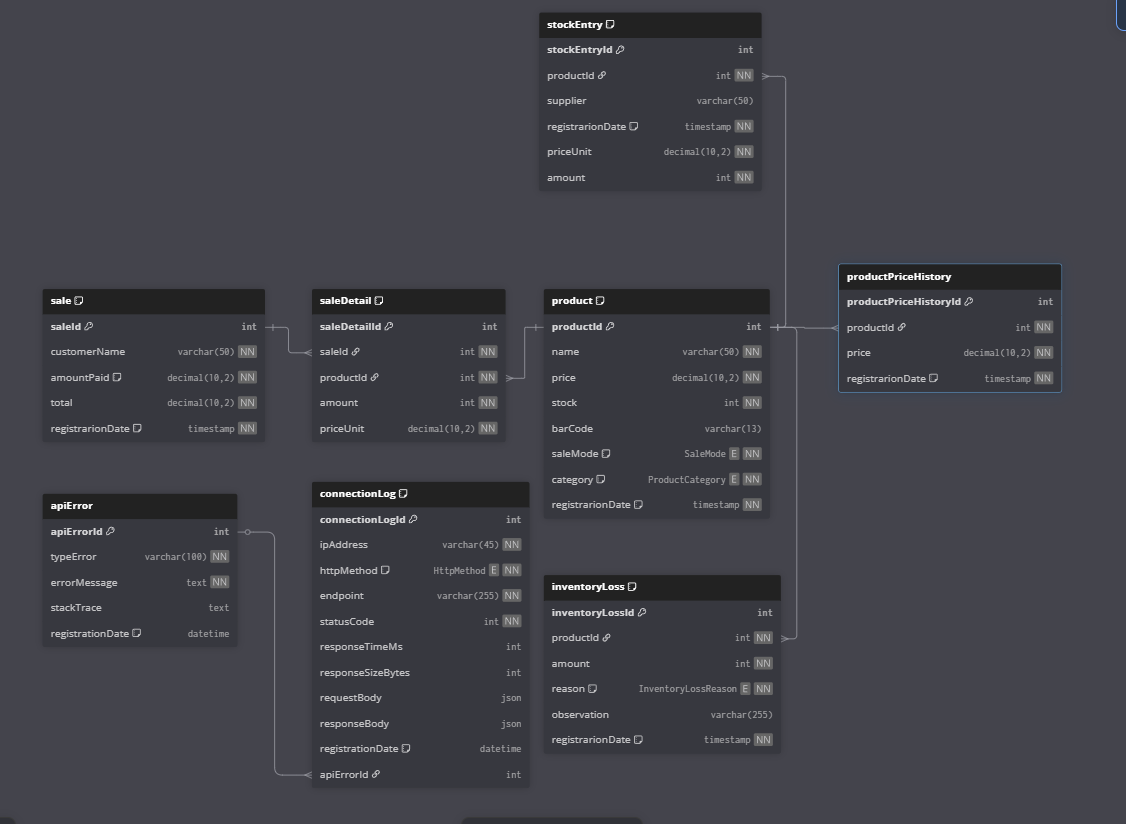 stockEntry
stockEntryId int
productId int NN
supplier varchar(50)
registrarionDate timestamp NN
priceUnit decimal(10,2) NN
amount int NN
productPriceHistory
productPriceHistoryId int
productId int NN
price decimal(10,2) NN
registrarionDate timestamp NN
sale
saleId int
customerName varchar(50) NN
amountPaid decimal(10,2) NN
total decimal(10,2) NN
registrarionDate timestamp NN
saleDetail
saleDetailId int
saleId int NN
productId int NN
amount int NN
priceUnit decimal(10,2) NN
product
productId int
name varchar(50) NN
price decimal(10,2) NN
stock int NN
barCode varchar(13)
saleMode SaleMode E NN
category ProductCategory E NN
registrarionDate timestamp NN
apiError
apiErrorId int
typeError varchar(100) NN
errorMessage text NN
stackTrace text
registrationDate datetime
connectionLog
connectionLogId int
ipAddress varchar(45) NN
httpMethod HttpMethod E NN
endpoint varchar(255) NN
statusCode int NN
responseTimeMs int
responseSizeBytes int
requestBody json
responseBody json
registrationDate datetime
apiErrorId int
inventoryLoss
inventoryLossId int
productId int NN
amount int NN
reason InventoryLossReason E NN
observation varchar(255)
registrarionDate timestamp NN